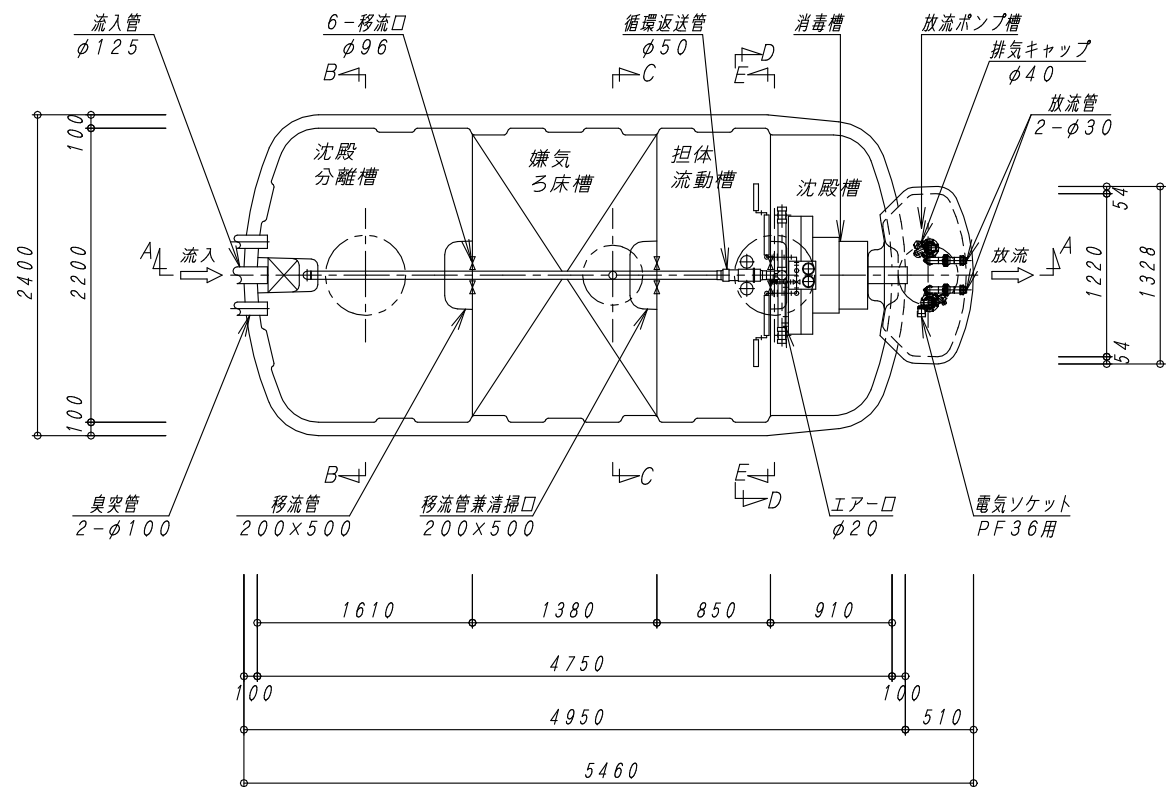 流入管
φ125
6-移流口
φ96
循環返送管
φ50
消毒槽
放流ポンプ槽
排気キャップ
φ40
放流管
2-φ30
B
C
D
E
沈殿
分離槽
嫌気
ろ床槽
担体
流動槽
沈殿槽
100
2400
2200
100
A
流入
放流
A
54
1220
1328
54
B
C
E
D
臭突管
2-φ100
移流管
200×500
移流管兼清掃口
200×500
エアー口
φ20
電気ソケット
PF36用
1610
1380
850
910
4750
100
100
4950
510
5460